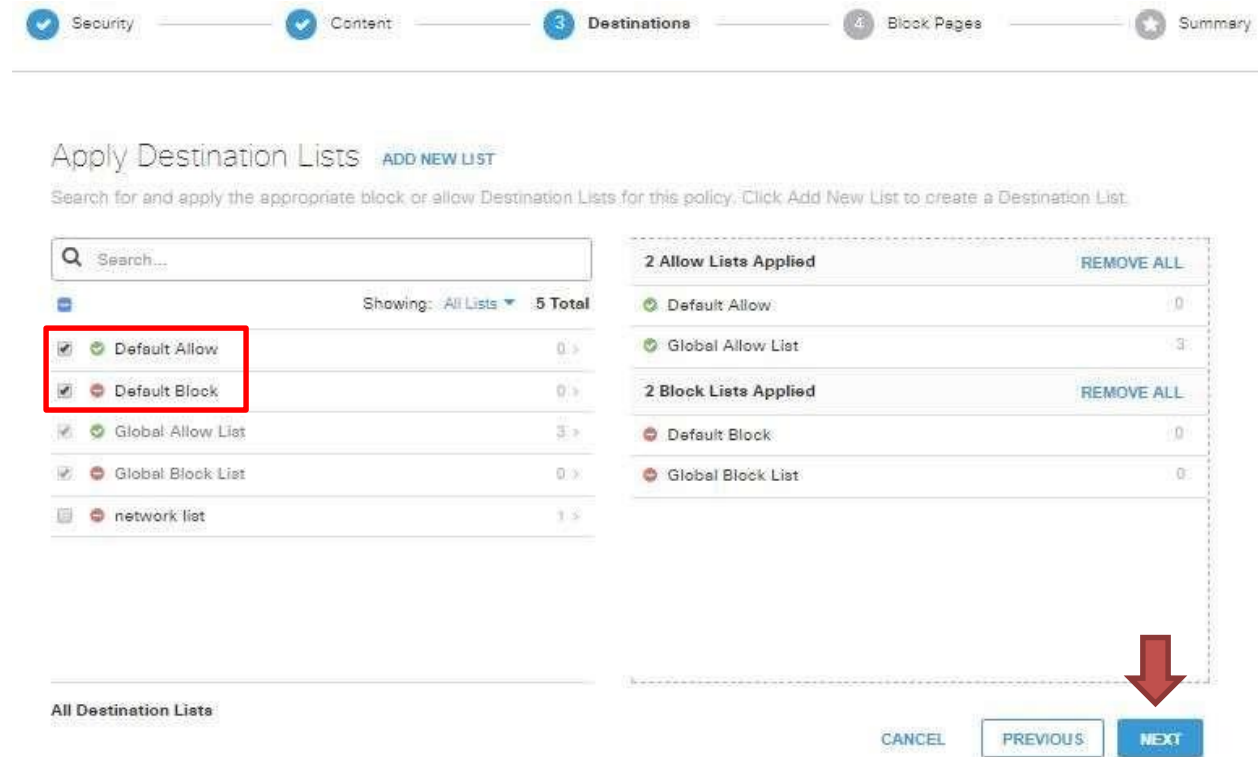 Security
Content
3 Destinations
4 Block Pages
Summary
Apply Destination Lists ADD NEW LIST
Search for and apply the appropriate block or allow Destination Lists for this policy. Click Add New List to create a Destination List.
Search...
Showing: All Lists 5 Total
Default Allow 0 >
Default Block 0 >
Global Allow List 3 >
Global Block List 0 >
network list 1 >
All Destination Lists
2 Allow Lists Applied REMOVE ALL
Default Allow 0
Global Allow List 3
2 Block Lists Applied REMOVE ALL
Default Block 0
Global Block List 0
CANCEL PREVIOUS NEXT